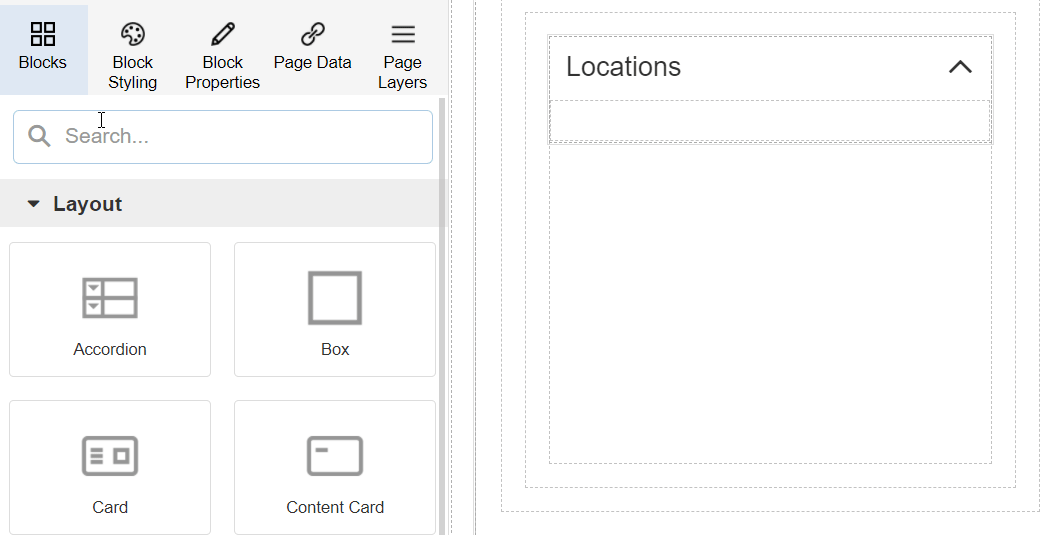 Blocks
Block
Styling
Block
Properties
Page Data
Page
Layers
Search...
Layout
Accordion
Box
Card
Content Card
Locations